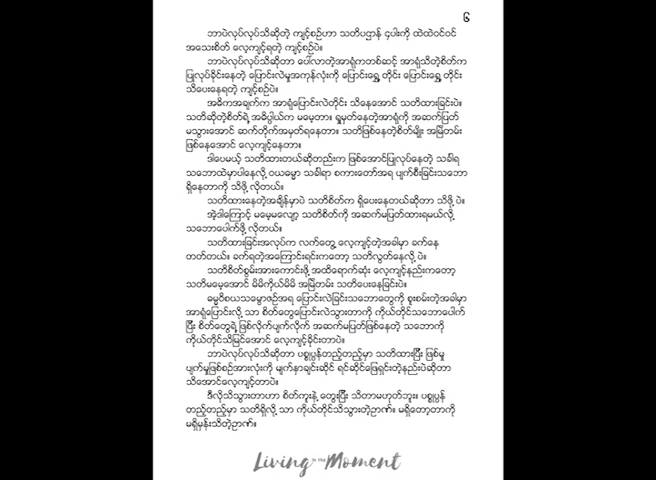 ၆
ဘာပဲလုပ်လုပ်သိဆိုတဲ့ ကျင့်စဉ်ဟာ သတိပဌာန် ၄ပါးကို ထဲထဲဝင်ဝင်
အသေးစိတ် လေ့ကျင့်ရတဲ့ ကျင့်စဉ်ပဲ။
ဘာပဲလုပ်လုပ်သိဆိုတာ ပေါ်လာတဲ့အာရုံကတစ်ဆင့် အာရုံသိတဲ့စိတ်က
ပြုလုပ်ခိုင်းနေတဲ့ ပြောင်းလဲမှုအကုန်လုံးကို ပြောင်းရွှေ့တိုင်း ပြောင်းရွှေ့တိုင်း
သိပေးနေရတဲ့ ကျင့်စဉ်ပဲ။
အဓိကအချက်က အာရုံပြောင်းလဲတိုင်း သိနေအောင် သတိထားခြင်းပဲ။
သတိဆိုတဲ့စိတ်ရဲ့ အဓိပ္ပါယ်က မမေ့တာ။ ရှုမှတ်နေတဲ့အာရုံကို အဆက်ပြတ်
မသွားအောင် ဆက်တိုက်အမှတ်ရနေတာ။ သတိဖြစ်နေတဲ့စိတ်မျိုး အမြဲတမ်း
ဖြစ်နေအောင် လေ့ကျင့်နေတာ။
ဒါပေမယ့် သတိထားတယ်ဆိုတည်းက ဖြစ်အောင်ပြုလုပ်နေတဲ့ သင်္ခါရ
သဘောထဲမှာပါနေလို့ ဝယဓမ္မာ သင်္ခါရာ စကားတော်အရ ပျက်စီးခြင်းသဘော
ရှိနေတာကို သိဖို့ လိုတယ်။
သတိထားနေတဲ့အချိန်မှာပဲ သတိစိတ်က ရှိပေးနေတယ်ဆိုတာ သိဖို့ ပဲ။
အဲ့ဒါကြောင့် မမေ့မလျော့ သတိစိတ်ကို အဆက်မပြတ်ထားရမယ်လို့
သဘောပေါက်ဖို့ လိုတယ်။
သတိထားခြင်းအလုပ်က လက်တွေ့ လေ့ကျင့်တဲ့အခါမှာ ခက်နေ
တတ်တယ်။ ခက်ရတဲ့အကြောင်းရင်းကတော့ သတိလွတ်နေလို့ ပဲ။
သတိစိတ်စွမ်းအားကောင်းဖို့ အထိရောက်ဆုံး လေ့ကျင့်နည်းကတော့
သတိမမေ့အောင် မိမိကိုယ်မိမိ အမြဲတမ်း သတိပေးနေခြင်းပဲ။
ဓမ္မဝိစယသမ္ဗောဇဉ်အရ ပြောင်းလဲခြင်းသဘောတွေကို စူးစမ်းတဲ့အခါမှာ
အာရုံပြောင်းလို့ သာ စိတ်တွေပြောင်းလဲသွားတာကို ကိုယ်တိုင်သဘောပေါက်
ပြီး စိတ်တွေရဲ့ ဖြစ်လိုက်ပျက်လိုက် အဆက်မပြတ်ဖြစ်နေတဲ့ သဘောကို
ကိုယ်တိုင်သိမြင်အောင် လေ့ကျင့်ခိုင်းတာပဲ။
ဘာပဲလုပ်လုပ်သိဆိုတာ ပစ္စုပ္ပန်တည့်တည့်မှာ သတိထားပြီး ဖြစ်မှု
ပျက်မှုဖြစ်စဉ်အားလုံးကို မျက်နှာချင်းဆိုင် ရင်ဆိုင်ဖြေရှင်းတဲ့နည်းပဲဆိုတာ
သိအောင်လေ့ကျင့်တာပဲ။
ဒီလိုသိသွားတာဟာ စိတ်ကူးနဲ့ တွေးပြီး သိတာမဟုတ်ဘူး။ ပစ္စုပ္ပန်
တည့်တည့်မှာ သတိရှိလို့ သာ ကိုယ်တိုင်သိသွားတဲ့ဉာဏ်။ မရှိတော့တာကို
မရှိမှန်းသိတဲ့ဉာဏ်။
Living in the Moment